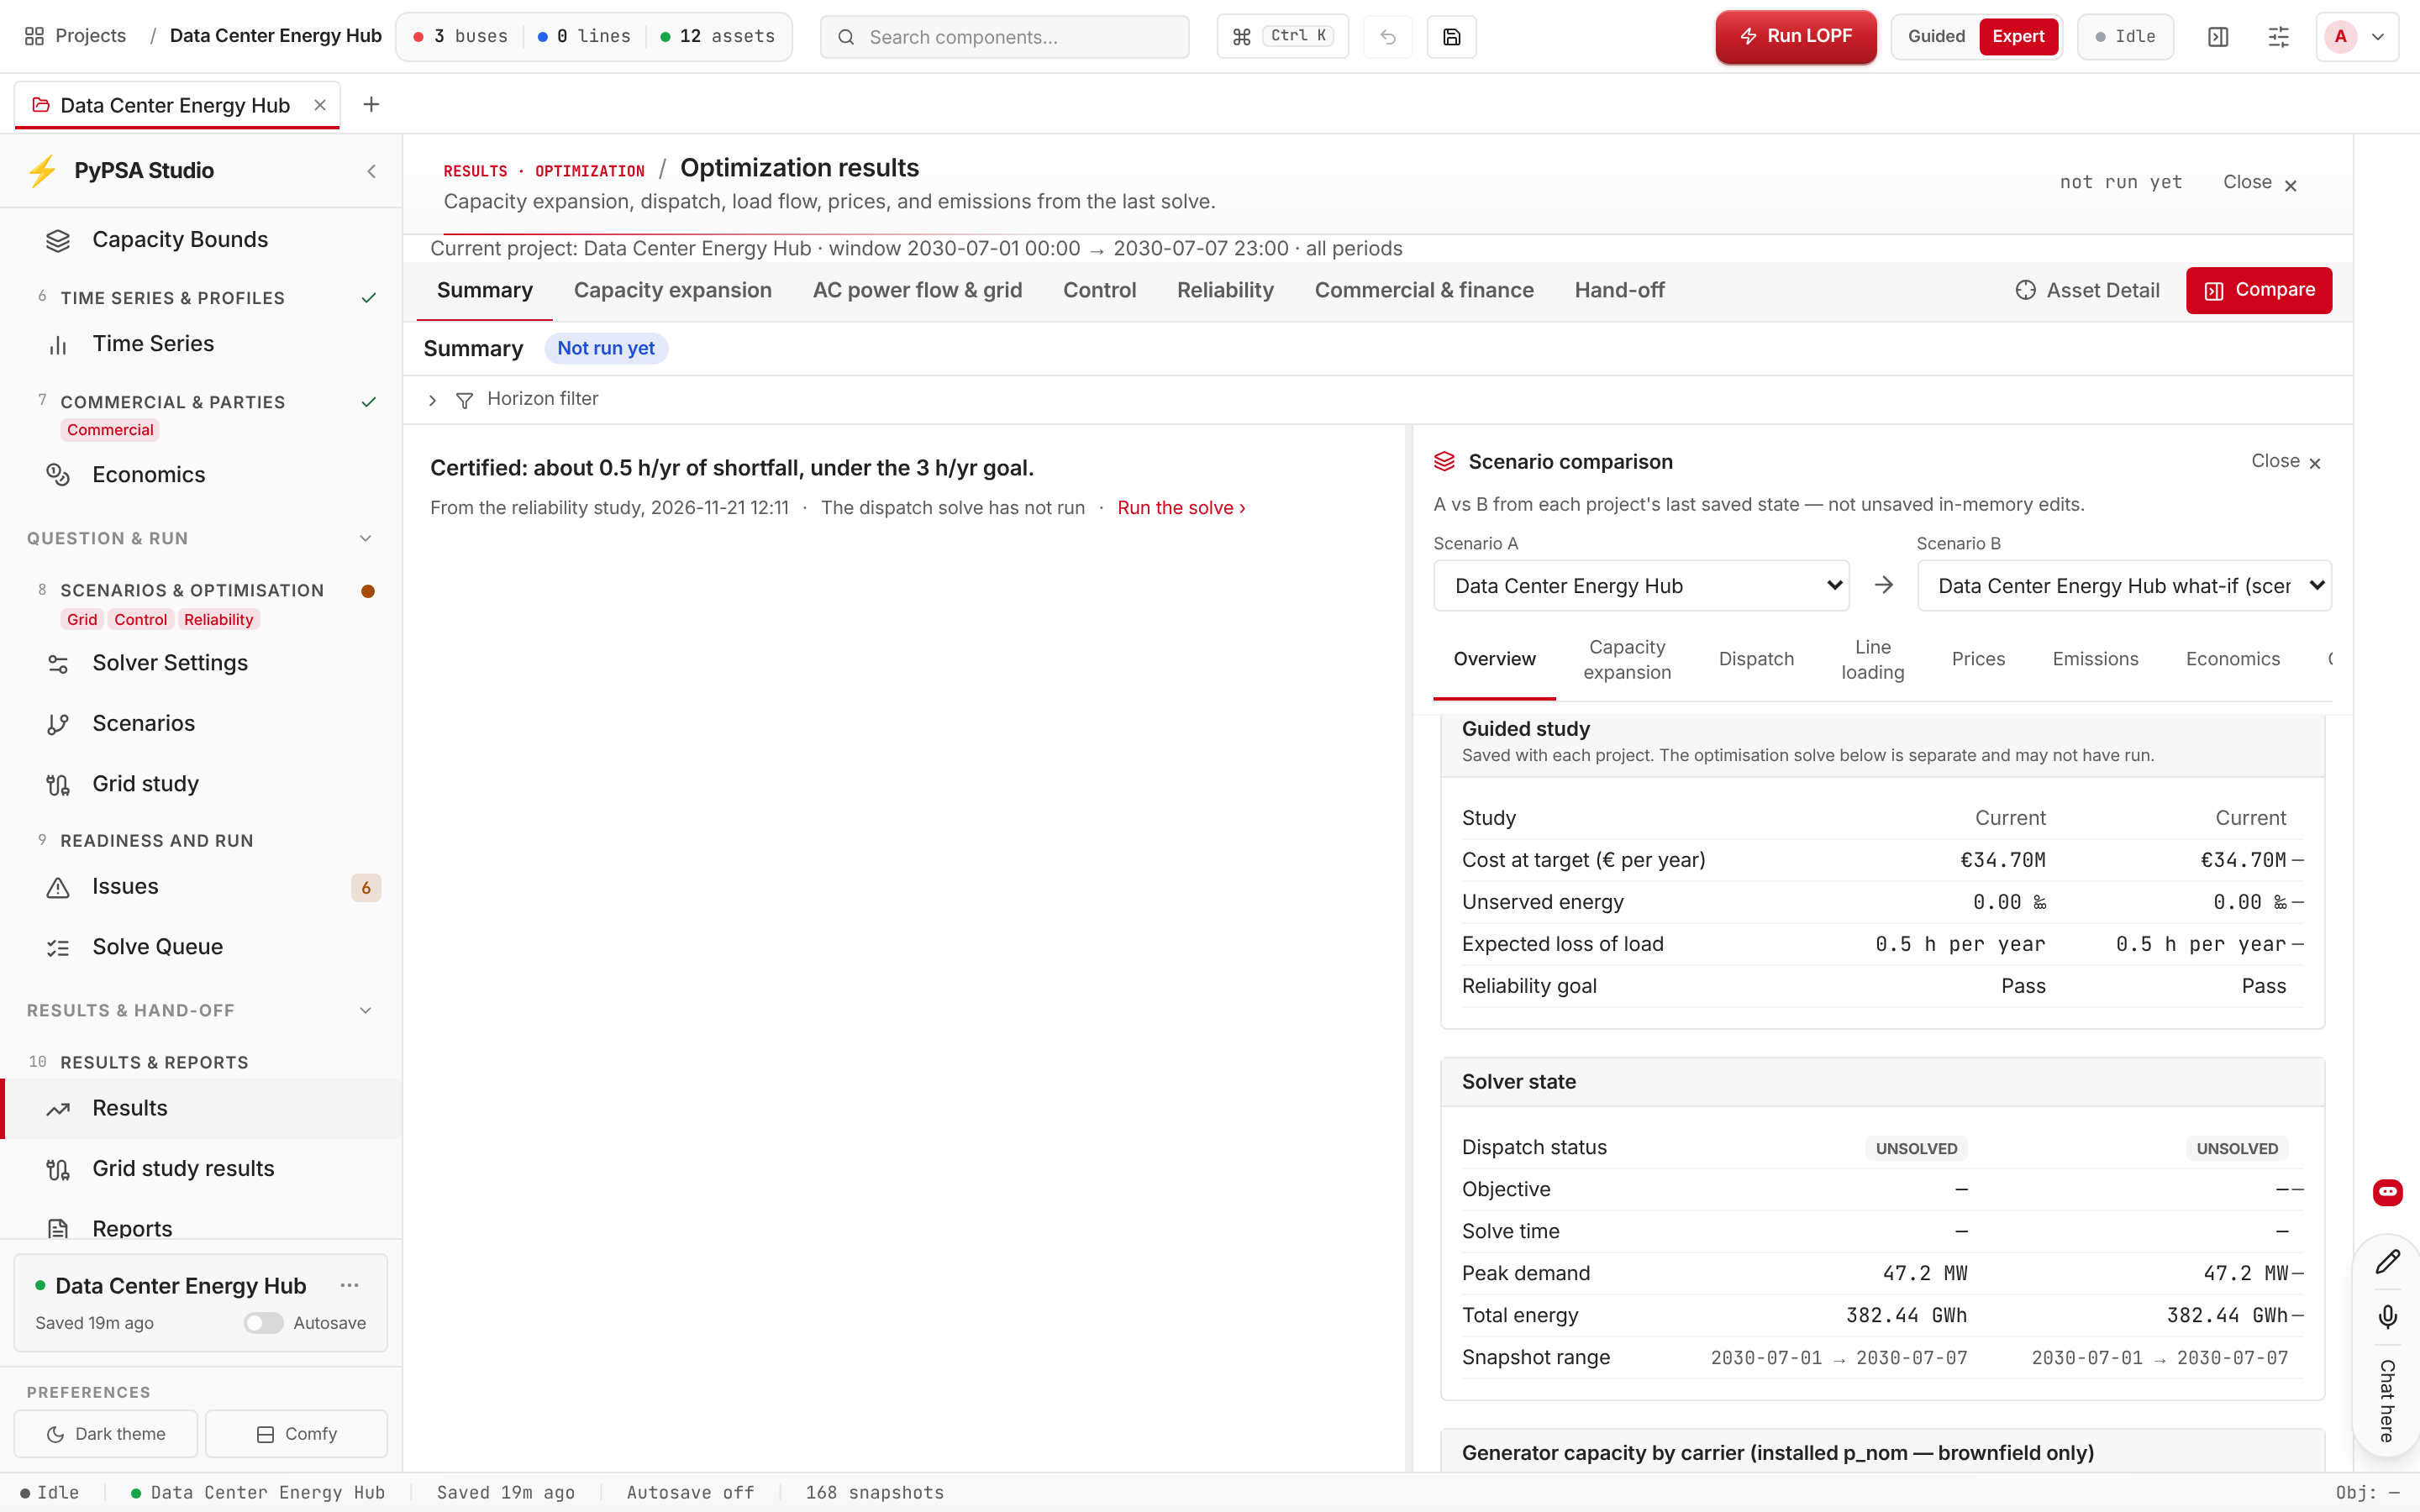 Projects / Data Center Energy Hub 3 buses 0 lines 12 assets Search components... Ctrl K Run LOPF Guided Expert Idle A
Data Center Energy Hub
PyPSA Studio
Capacity Bounds
6 TIME SERIES & PROFILES
Time Series
7 COMMERCIAL & PARTIES
Commercial
Economics
QUESTION & RUN
8 SCENARIOS & OPTIMISATION
Grid Control Reliability
Solver Settings
Scenarios
Grid study
9 READINESS AND RUN
Issues 6
Solve Queue
RESULTS & HAND-OFF
10 RESULTS & REPORTS
Results
Grid study results
Reports
Data Center Energy Hub ...
Saved 19m ago Autosave
PREFERENCES
Dark theme Comfy
RESULTS · OPTIMIZATION / Optimization results
Capacity expansion, dispatch, load flow, prices, and emissions from the last solve.
not run yet Close ×
Current project: Data Center Energy Hub · window 2030-07-01 00:00 → 2030-07-07 23:00 · all periods
Summary Capacity expansion AC power flow & grid Control Reliability Commercial & finance Hand-off Asset Detail Compare
Summary Not run yet
Horizon filter
Certified: about 0.5 h/yr of shortfall, under the 3 h/yr goal.
From the reliability study, 2026-11-21 12:11 · The dispatch solve has not run · Run the solve ›
Scenario comparison Close ×
A vs B from each project's last saved state — not unsaved in-memory edits.
Scenario A Scenario B
Data Center Energy Hub → Data Center Energy Hub what-if (scer
Overview Capacity expansion Dispatch Line loading Prices Emissions Economics
Guided study
Saved with each project. The optimisation solve below is separate and may not have run.
Study Current Current
Cost at target (€ per year) €34.70M €34.70M —
Unserved energy 0.00 ‰ 0.00 ‰ —
Expected loss of load 0.5 h per year 0.5 h per year —
Reliability goal Pass Pass
Solver state
Dispatch status UNSOLVED UNSOLVED
Objective — — —
Solve time — —
Peak demand 47.2 MW 47.2 MW —
Total energy 382.44 GWh 382.44 GWh —
Snapshot range 2030-07-01 → 2030-07-07 2030-07-01 → 2030-07-07
Generator capacity by carrier (installed p_nom — brownfield only)
Chat here
Idle Data Center Energy Hub Saved 19m ago Autosave off 168 snapshots Obj: —